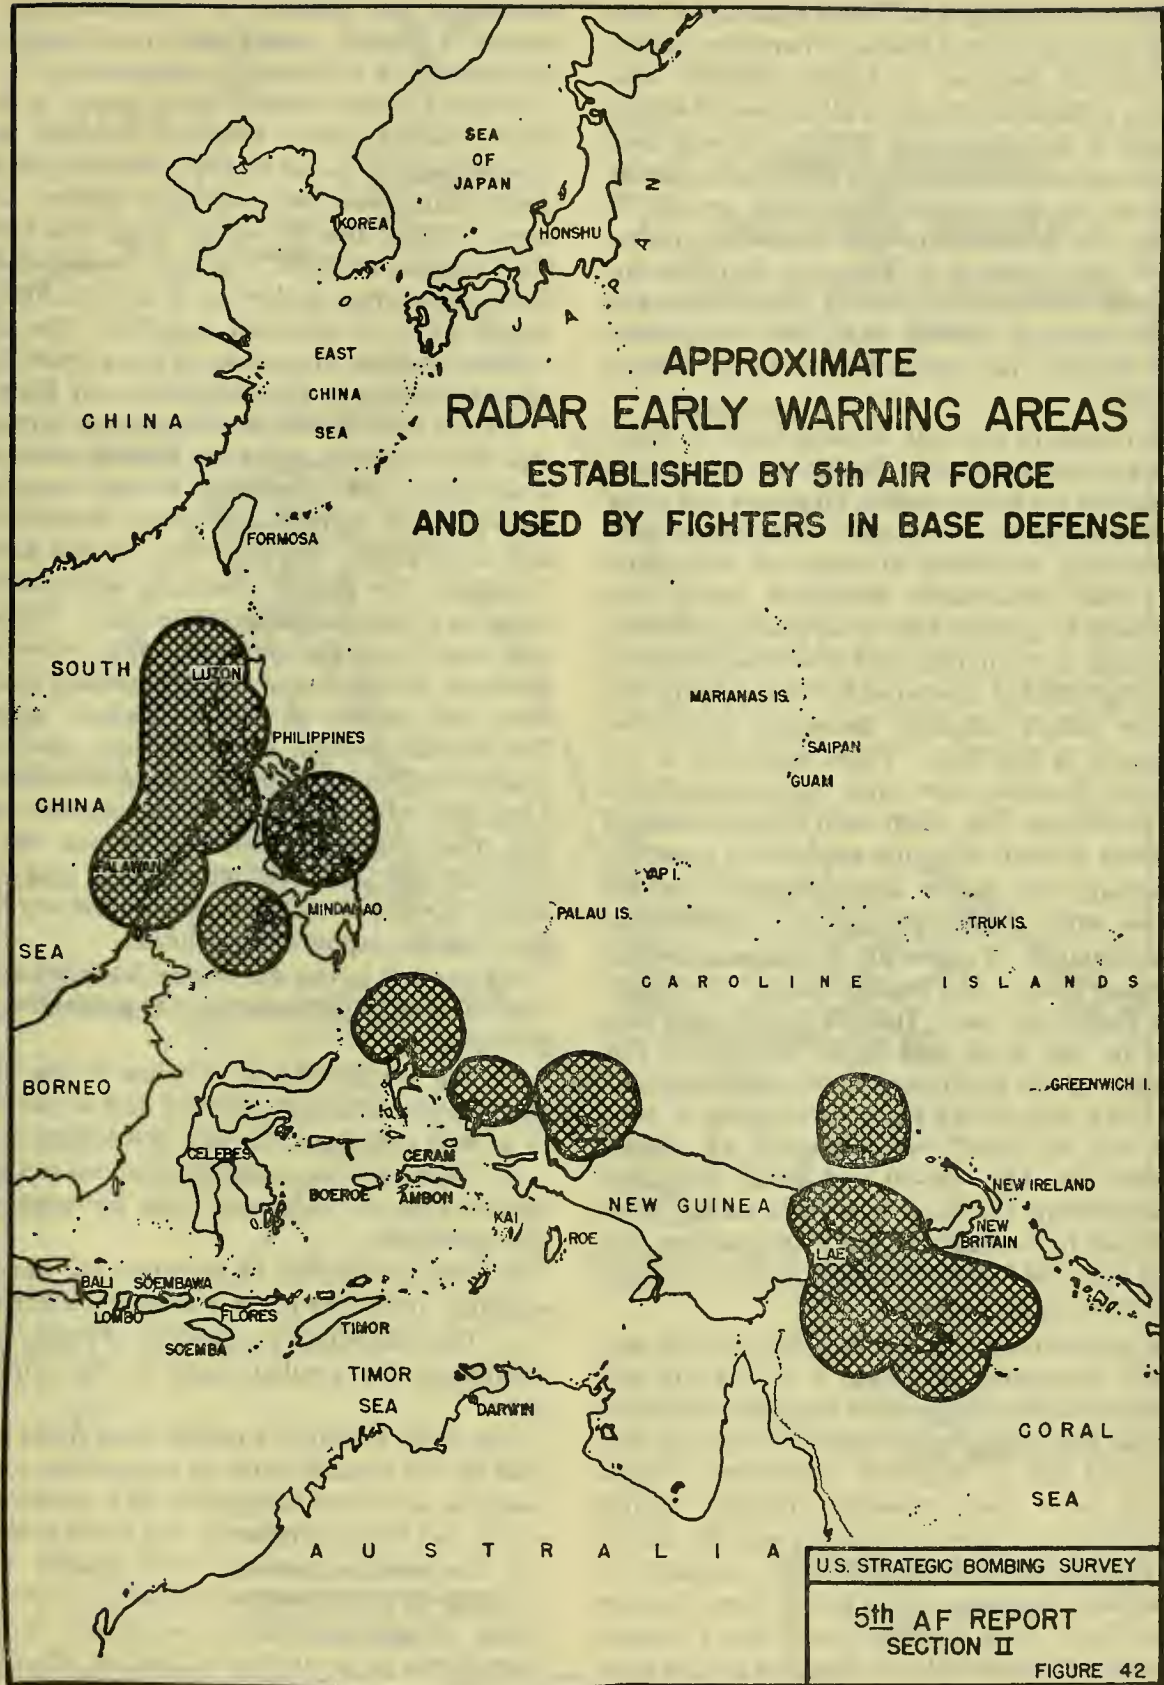 SEA
OF
JAPAN
KOREA
HONSHU
J A P A N
EAST
CHINA
SEA
CHINA
APPROXIMATE
RADAR EARLY WARNING AREAS
ESTABLISHED BY 5th AIR FORCE
AND USED BY FIGHTERS IN BASE DEFENSE
FORMOSA
SOUTH
CHINA
SEA
LUZON
PHILIPPINES
PALAWAN
MINDANAO
MARIANAS IS.
SAIPAN
GUAM
YAP I.
PALAU IS.
TRUK IS.
CAROLINE ISLANDS
GREENWICH I.
BORNEO
CELEBES
CERAM
BOEROE
AMBON
KAI
ROE
NEW GUINEA
NEW IRELAND
NEW
BRITAIN
LAE
BALI
SOEMBAWA
LOMBO
FLORES
SOEMBA
TIMOR
TIMOR
SEA
DARWIN
CORAL
SEA
AUSTRALIA
U.S. STRATEGIC BOMBING SURVEY
5th AF REPORT
SECTION II
FIGURE 42